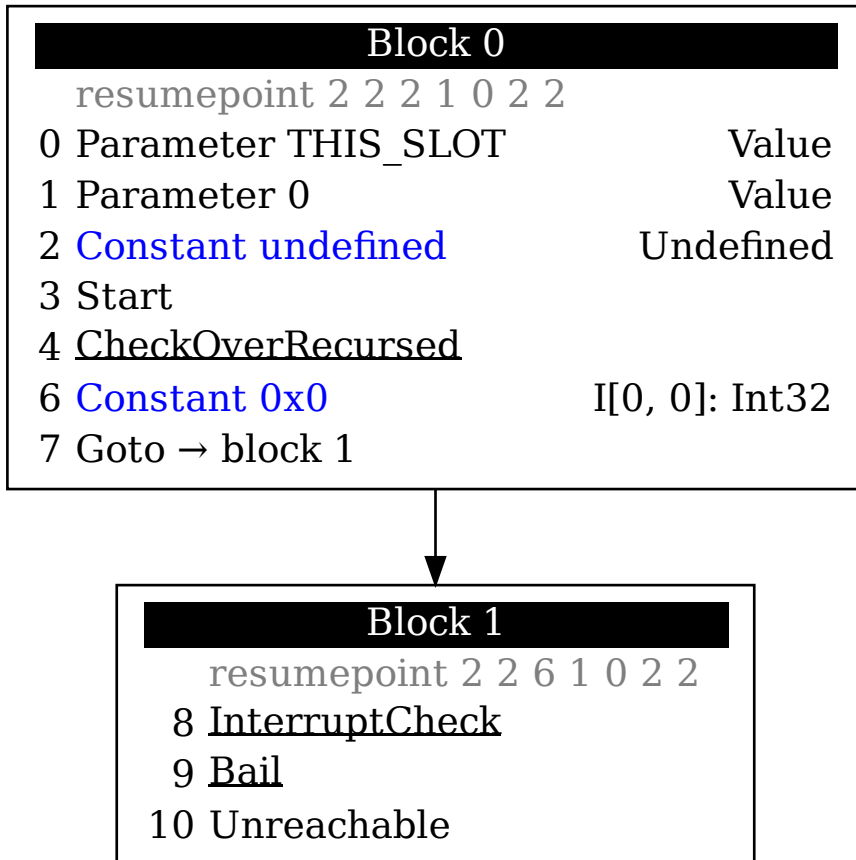 Block 0
resumepoint 2 2 2 1 0 2 2
0 Parameter THIS_SLOT Value
1 Parameter 0 Value
2 Constant undefined Undefined
3 Start
4 CheckOverRecursed
6 Constant 0x0 I[0, 0]: Int32
7 Goto → block 1
Block 1
resumepoint 2 2 6 1 0 2 2
8 InterruptCheck
9 Bail
10 Unreachable